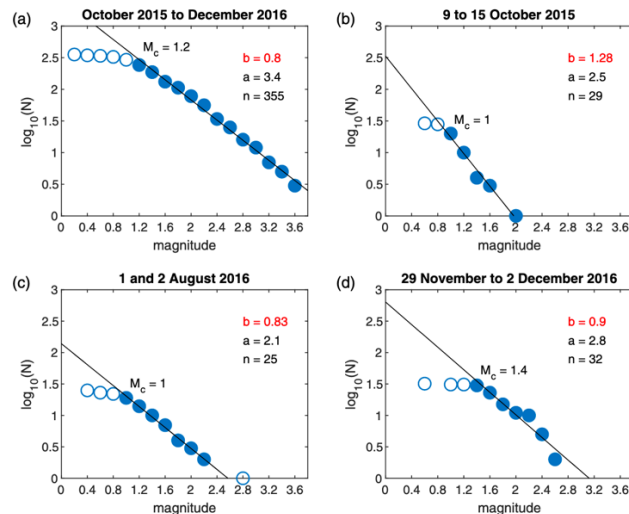 (a) October 2015 to December 2016
3
2.5
2
1.5
1
0.5
0
log10(N)
Mc = 1.2
b = 0.8
a = 3.4
n = 355
0 0.4 0.8 1.2 1.6 2 2.4 2.8 3.2 3.6
magnitude
(b) 9 to 15 October 2015
3
2.5
2
1.5
1
0.5
0
log10(N)
Mc = 1
b = 1.28
a = 2.5
n = 29
0 0.4 0.8 1.2 1.6 2 2.4 2.8 3.2 3.6
magnitude
(c) 1 and 2 August 2016
3
2.5
2
1.5
1
0.5
0
log10(N)
Mc = 1
b = 0.83
a = 2.1
n = 25
0 0.4 0.8 1.2 1.6 2 2.4 2.8 3.2 3.6
magnitude
(d) 29 November to 2 December 2016
3
2.5
2
1.5
1
0.5
0
log10(N)
Mc = 1.4
b = 0.9
a = 2.8
n = 32
0 0.4 0.8 1.2 1.6 2 2.4 2.8 3.2 3.6
magnitude